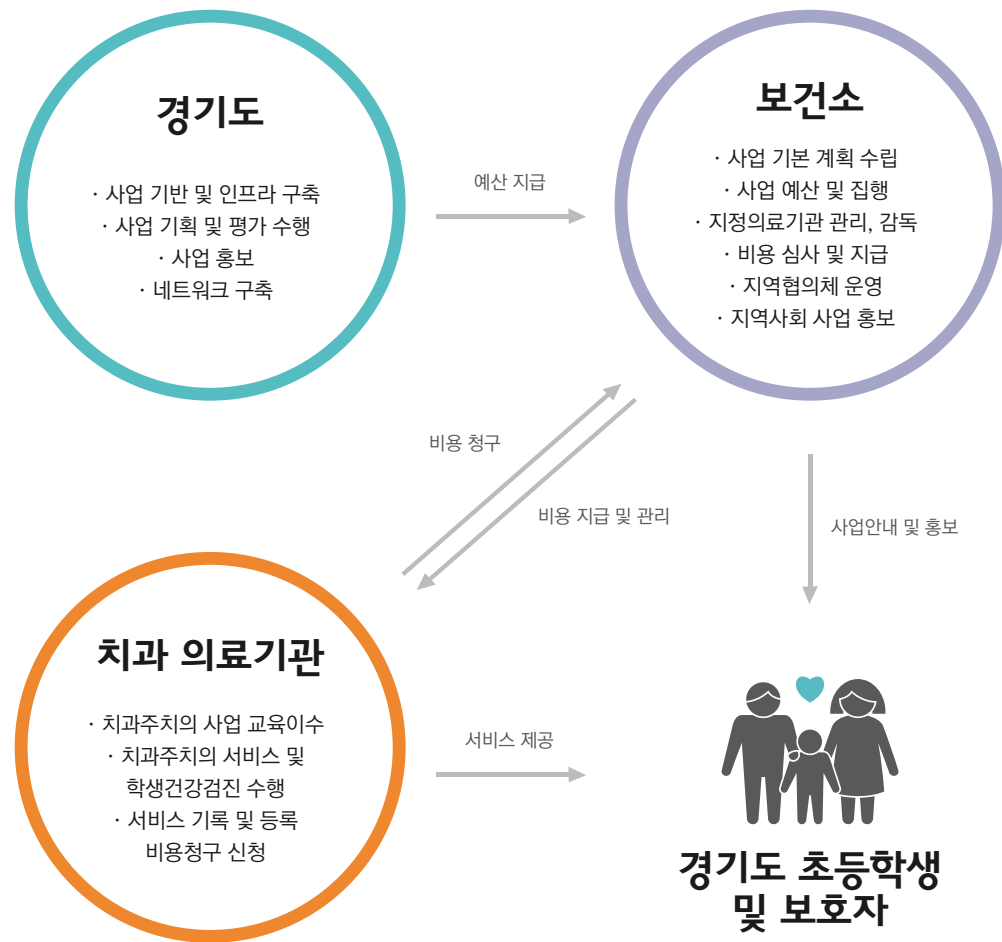 경기도
· 사업 기반 및 인프라 구축
· 사업 기획 및 평가 수행
· 사업 홍보
· 네트워크 구축
예산 지급
보건소
· 사업 기본 계획 수립
· 사업 예산 및 집행
· 지정의료기관 관리, 감독
· 비용 심사 및 지급
· 지역협의체 운영
· 지역사회 사업 홍보
비용 청구
비용 지급 및 관리
사업안내 및 홍보
치과 의료기관
· 치과주치의 사업 교육이수
· 치과주치의 서비스 및
학생건강검진 수행
· 서비스 기록 및 등록
비용청구 신청
서비스 제공
경기도 초등학생
및 보호자